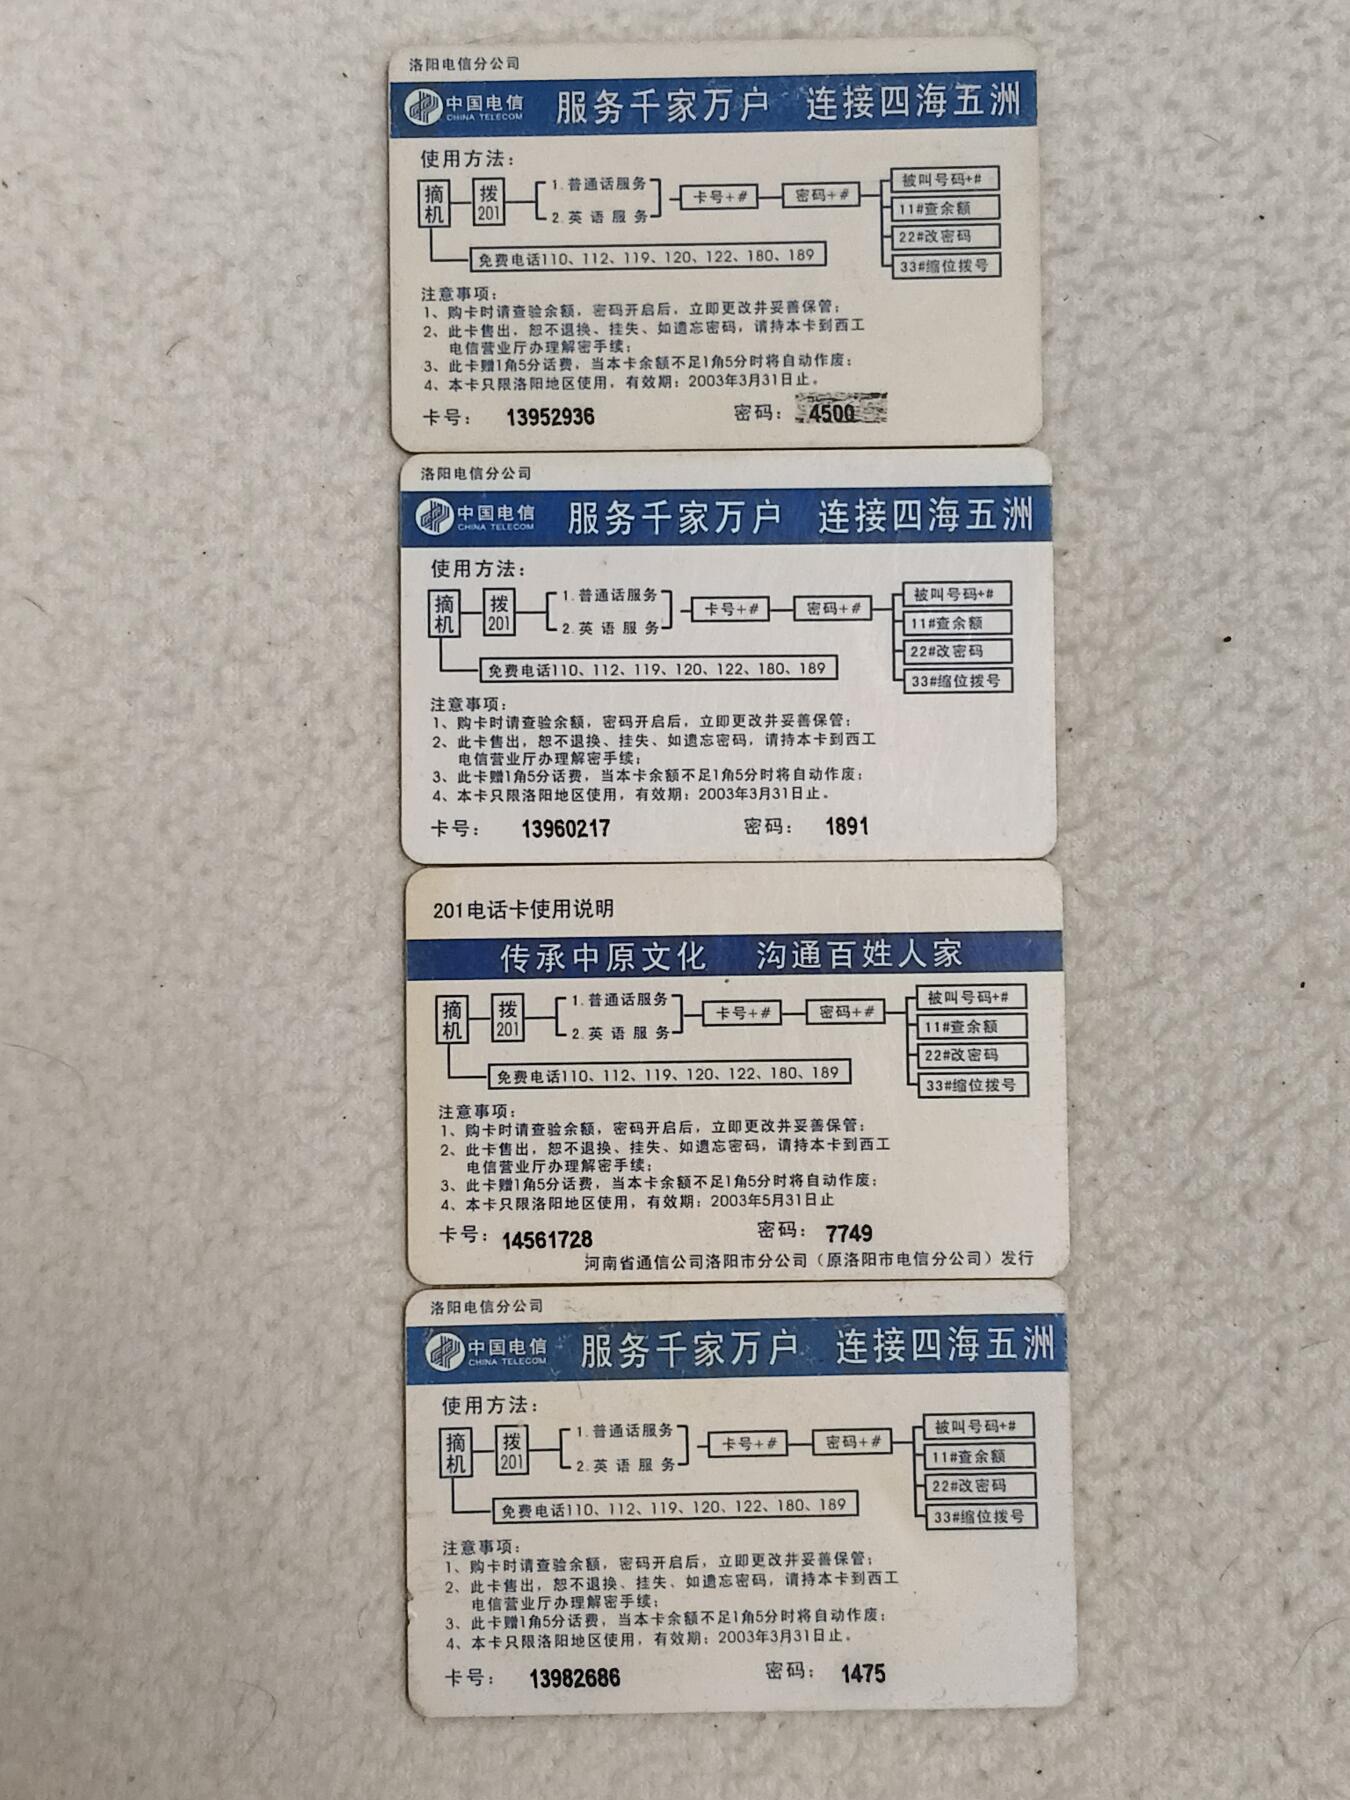 洛阳电信分公司
中国电信
CHINA TELECOM
服务千家万户 连接四海五洲
使用方法：
摘机
拨201
1.普通话服务
2.英语服务
卡号+#
密码+#
被叫号码+#
11#查余额
22#改密码
33#缩位拨号
免费电话110、112、119、120、122、180、189
注意事项：
1、购卡时请查验余额，密码开启后，立即更改并妥善保管；
2、此卡售出，恕不退换、挂失、如遗忘密码，请持本卡到西工
电信营业厅办理解密手续；
3、此卡赠1角5分话费，当本卡余额不足1角5分时将自动作废；
4、本卡只限洛阳地区使用，有效期：2003年3月31日止。
卡号： 13952936 密码： 4500
洛阳电信分公司
中国电信
CHINA TELECOM
服务千家万户 连接四海五洲
使用方法：
摘机
拨201
1.普通话服务
2.英语服务
卡号+#
密码+#
被叫号码+#
11#查余额
22#改密码
33#缩位拨号
免费电话110、112、119、120、122、180、189
注意事项：
1、购卡时请查验余额，密码开启后，立即更改并妥善保管；
2、此卡售出，恕不退换、挂失、如遗忘密码，请持本卡到西工
电信营业厅办理解密手续；
3、此卡赠1角5分话费，当本卡余额不足1角5分时将自动作废；
4、本卡只限洛阳地区使用，有效期：2003年3月31日止。
卡号： 13960217 密码： 1891
201电话卡使用说明
传承中原文化 沟通百姓人家
摘机
拨201
1.普通话服务
2.英语服务
卡号+#
密码+#
被叫号码+#
11#查余额
22#改密码
33#缩位拨号
免费电话110、112、119、120、122、180、189
注意事项：
1、购卡时请查验余额，密码开启后，立即更改并妥善保管；
2、此卡售出，恕不退换、挂失、如遗忘密码，请持本卡到西工
电信营业厅办理解密手续；
3、此卡赠1角5分话费，当本卡余额不足1角5分时将自动作废；
4、本卡只限洛阳地区使用，有效期：2003年5月31日止
卡号： 14561728 密码： 7749
河南省通信公司洛阳市分公司（原洛阳市电信分公司）发行
洛阳电信分公司
中国电信
CHINA TELECOM
服务千家万户 连接四海五洲
使用方法：
摘机
拨201
1.普通话服务
2.英语服务
卡号+#
密码+#
被叫号码+#
11#查余额
22#改密码
33#缩位拨号
免费电话110、112、119、120、122、180、189
注意事项：
1、购卡时请查验余额，密码开启后，立即更改并妥善保管；
2、此卡售出，恕不退换、挂失、如遗忘密码，请持本卡到西工
电信营业厅办理解密手续；
3、此卡赠1角5分话费，当本卡余额不足1角5分时将自动作废；
4、本卡只限洛阳地区使用，有效期：2003年3月31日止。
卡号： 13982686 密码： 1475